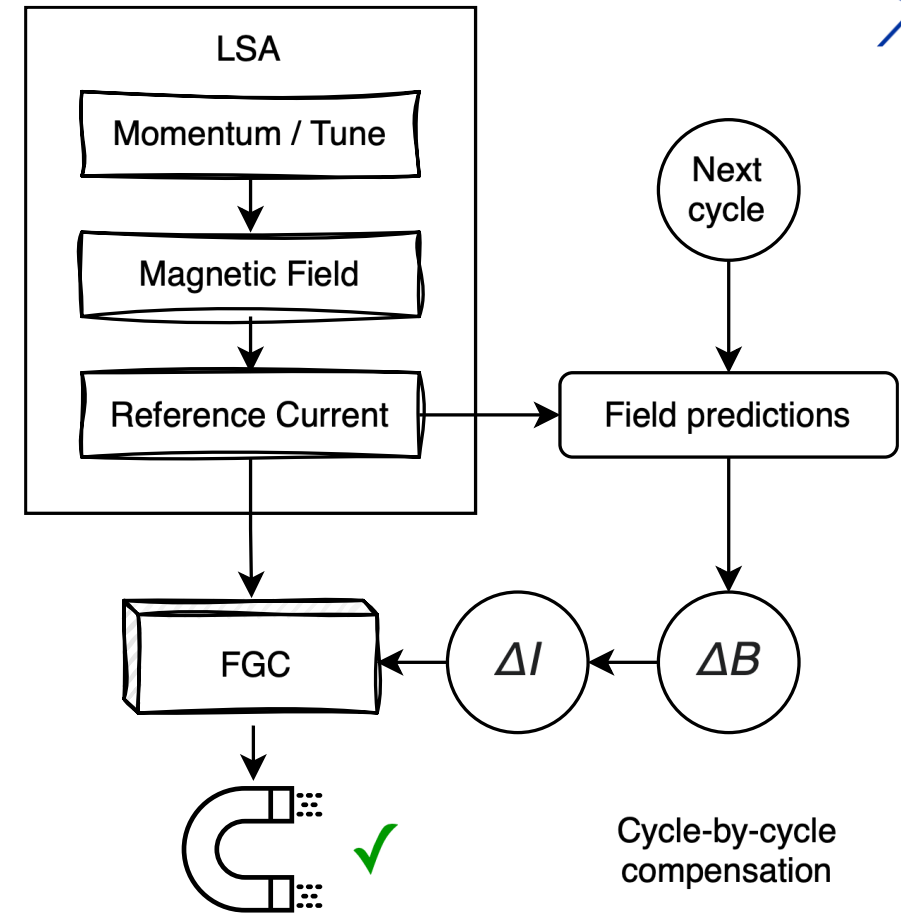 LSA
Momentum / Tune
Magnetic Field
Reference Current
Next
cycle
Field predictions
FGC
ΔI
ΔB
Cycle-by-cycle
compensation